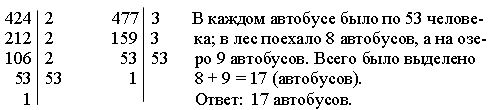 424 | 2 477 | 3 В каждом автобусе было по 53 челове-
212 | 2 159 | 3 ка; в лес поехало 8 автобусов, а на озе-
106 | 2 53 | 53 ро 9 автобусов. Всего было выделено
53 | 53 1 | 8 + 9 = 17 (автобусов).
1 | Ответ: 17 автобусов.